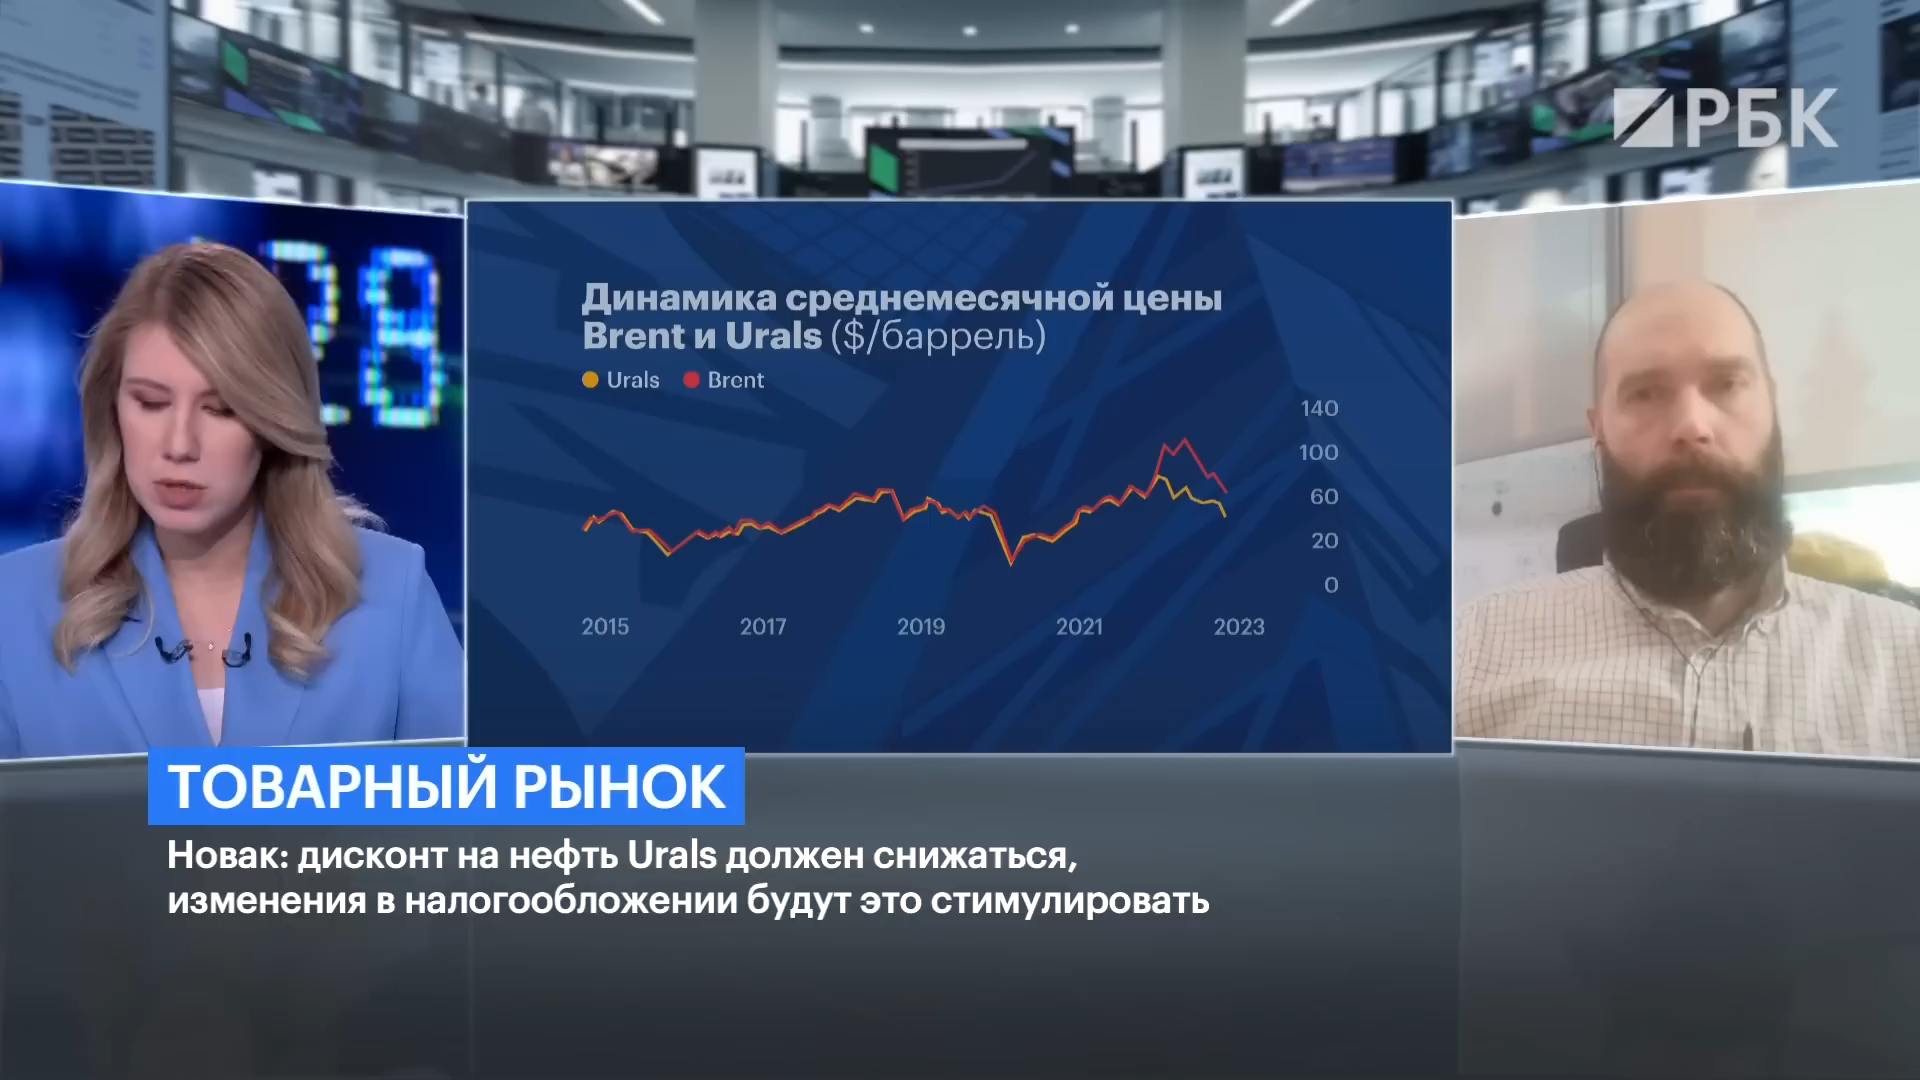 РБК
28
Динамика среднемесячной цены
Brent и Urals ($/баррель)
Urals Brent
140
100
60
20
0
2015 2017 2019 2021 2023
ТОВАРНЫЙ РЫНОК
Новак: дисконт на нефть Urals должен снижаться,
изменения в налогообложении будут это стимулировать